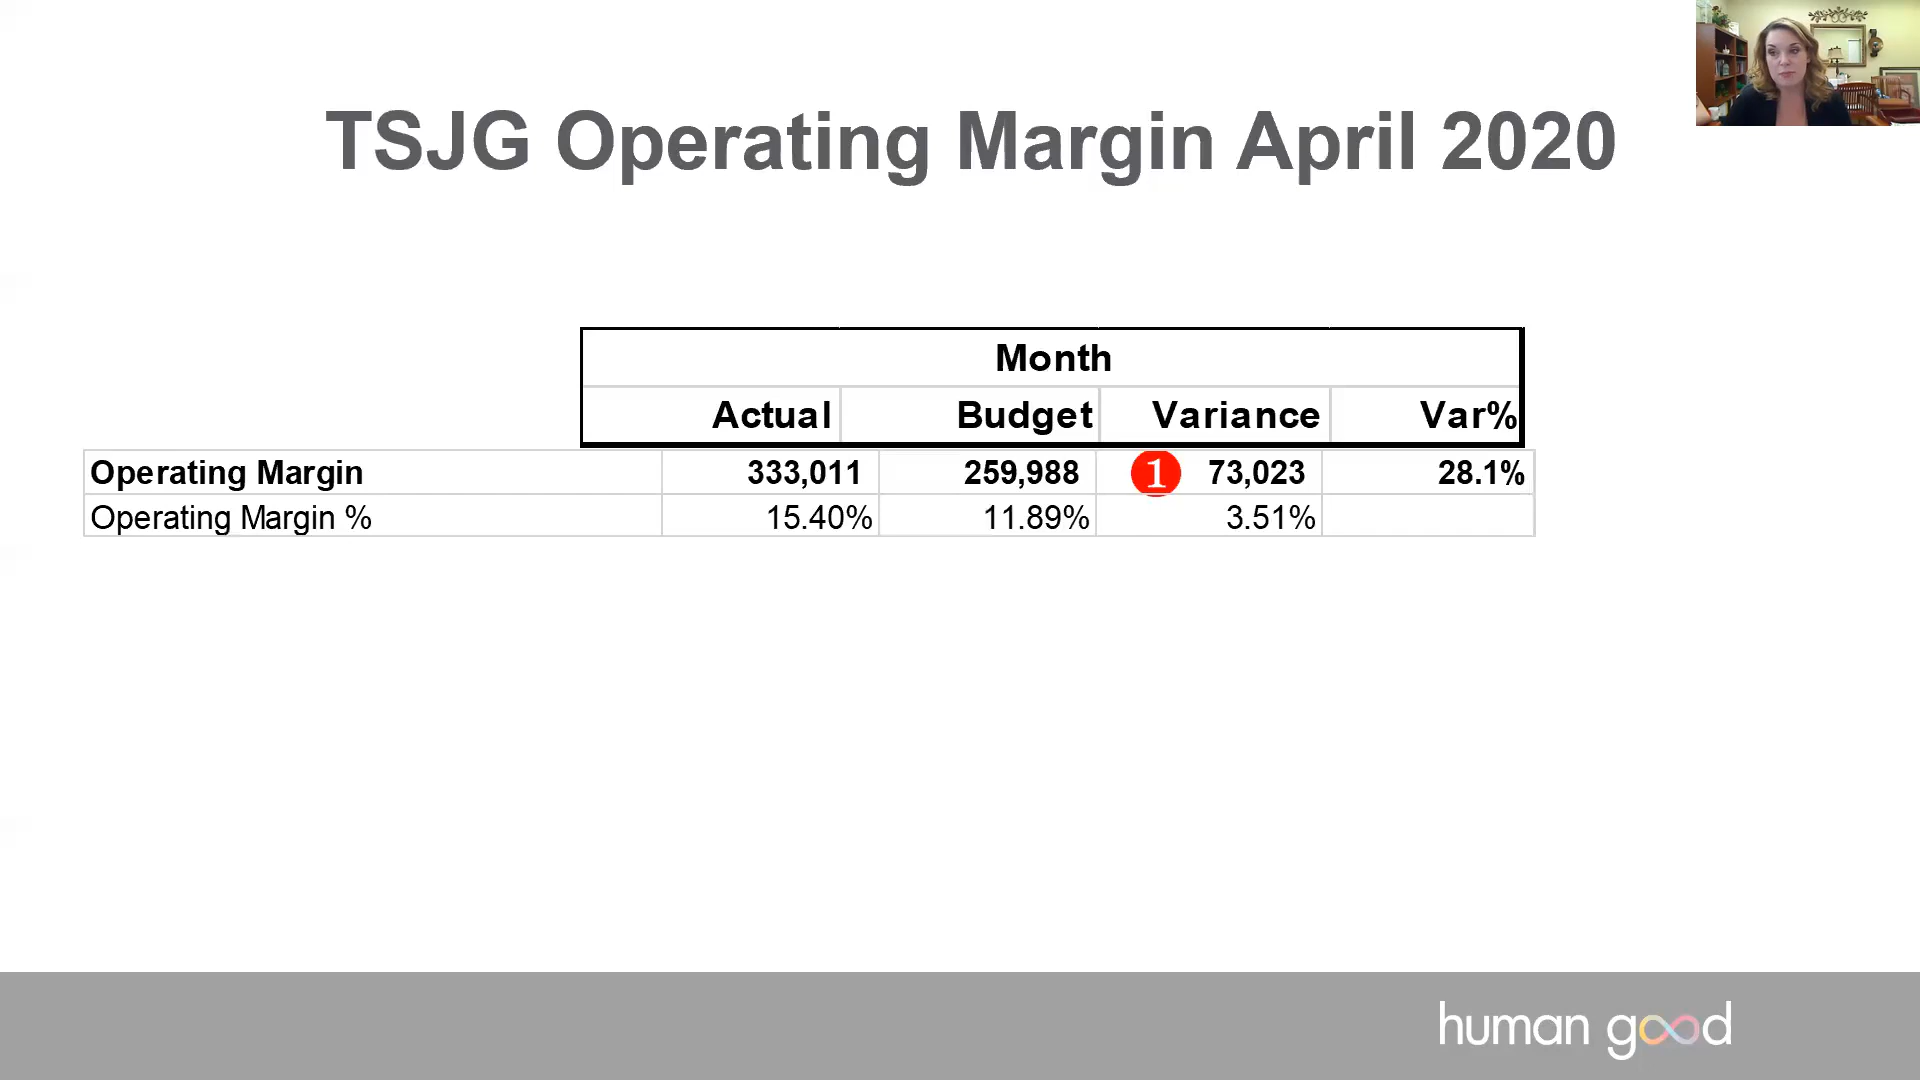 TSJG Operating Margin April 2020
Month
Actual Budget Variance Var%
Operating Margin 333,011 259,988 1 73,023 28.1%
Operating Margin % 15.40% 11.89% 3.51%
human good